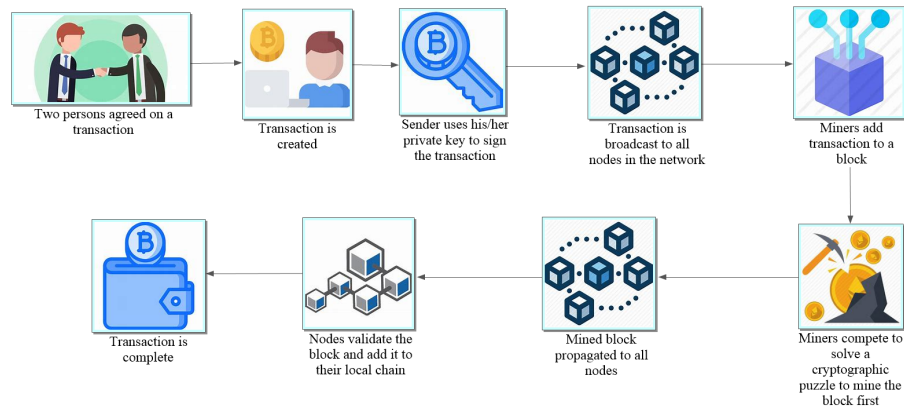 Two persons agreed on a
transaction
Transaction is
created
Sender uses his/her
private key to sign
the transaction
Transaction is
broadcast to all
nodes in the network
Miners add
transaction to a
block
Miners compete to
solve a
cryptographic
puzzle to mine the
block first
Mined block
propagated to all
nodes
Nodes validate the
block and add it to
their local chain
Transaction is
complete